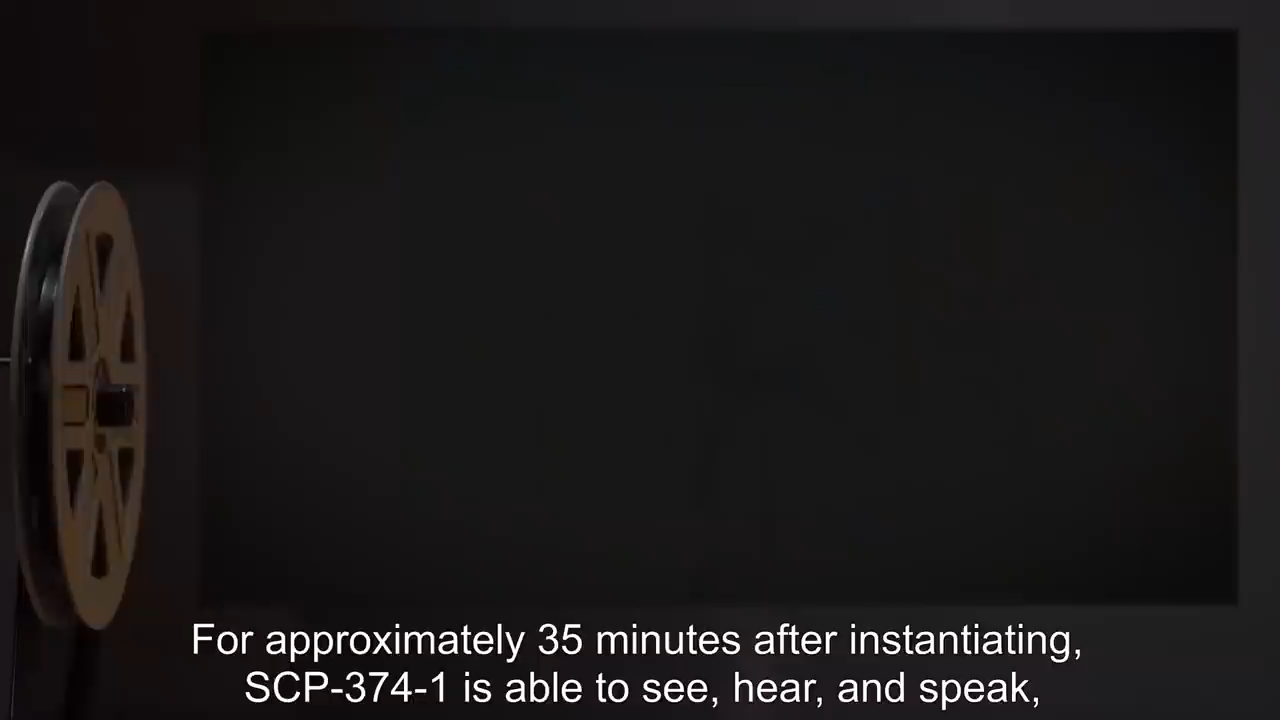 For approximately 35 minutes after instantiating,
SCP-374-1 is able to see, hear, and speak,